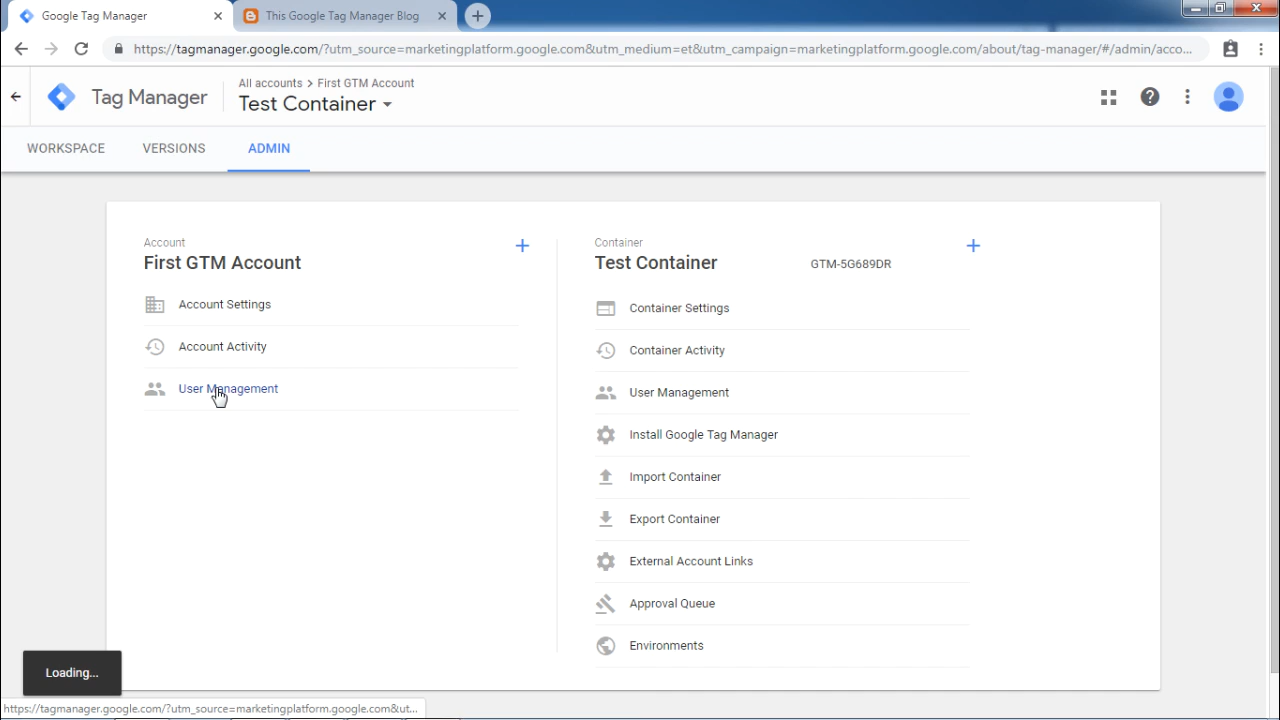 Google Tag Manager
This Google Tag Manager Blog
https://tagmanager.google.com/?utm_source=marketingplatform.google.com&utm_medium=et&utm_campaign=marketingplatform.google.com/about/tag-manager/#/admin/acco...
Tag Manager
All accounts > First GTM Account
Test Container
WORKSPACE VERSIONS ADMIN
Account
First GTM Account
Account Settings
Account Activity
User Management
Container
Test Container GTM-5G689DR
Container Settings
Container Activity
User Management
Install Google Tag Manager
Import Container
Export Container
External Account Links
Approval Queue
Environments
Loading...
https://tagmanager.google.com/?utm_source=marketingplatform.google.com&ut...